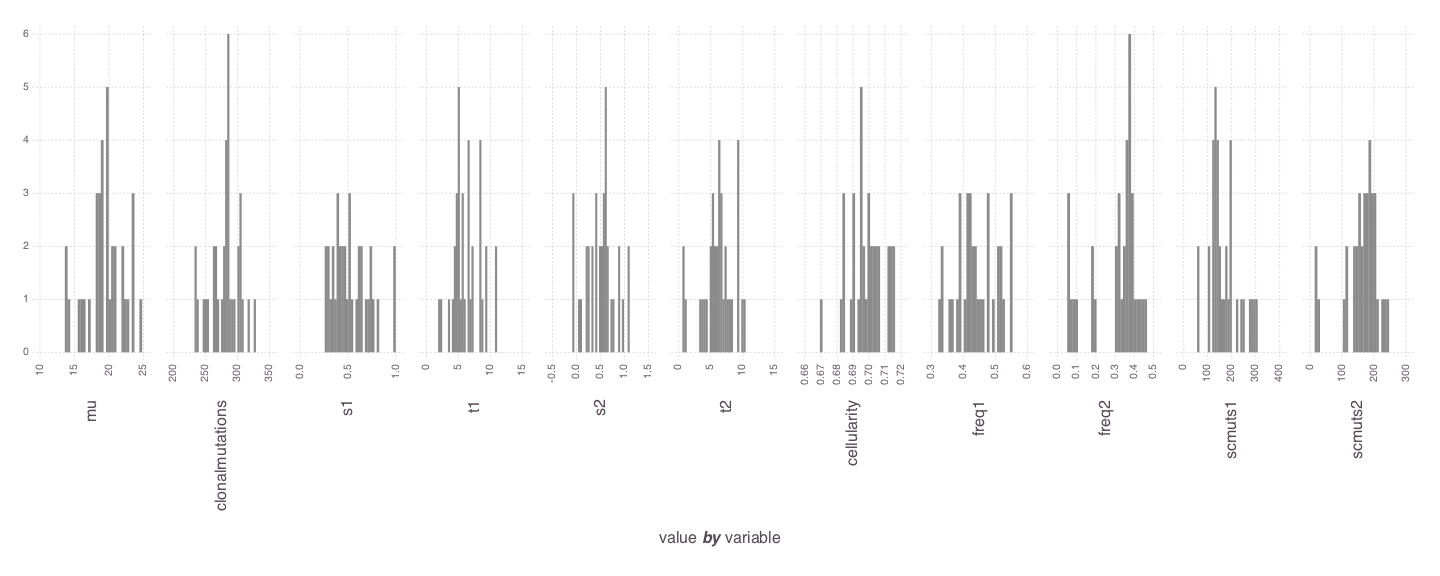 6
5
4
3
2
1
0
10 15 20 25
200 250 300 350
0.0 0.5 1.0
0 5 10 15
-0.5 0.0 0.5 1.0 1.5
0 5 10 15
0.66 0.67 0.68 0.69 0.70 0.71 0.72
0.3 0.4 0.5 0.6
0.0 0.1 0.2 0.3 0.4 0.5
0 100 200 300 400
0 100 200 300
mu
clonalmutations
s1
t1
s2
t2
cellularity
freq1
freq2
scmuts1
scmuts2
value by variable